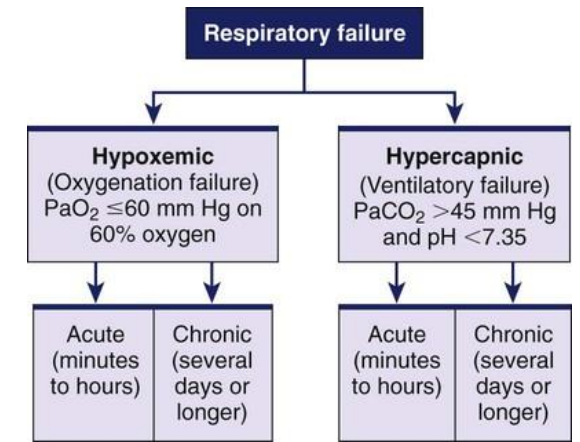 Respiratory failure
Hypoxemic
(Oxygenation failure)
PaO₂ ≤60 mm Hg on
60% oxygen
Hypercapnic
(Ventilatory failure)
PaCO₂ >45 mm Hg
and pH <7.35
Acute
(minutes
to hours)
Chronic
(several
days or
longer)
Acute
(minutes
to hours)
Chronic
(several
days or
longer)